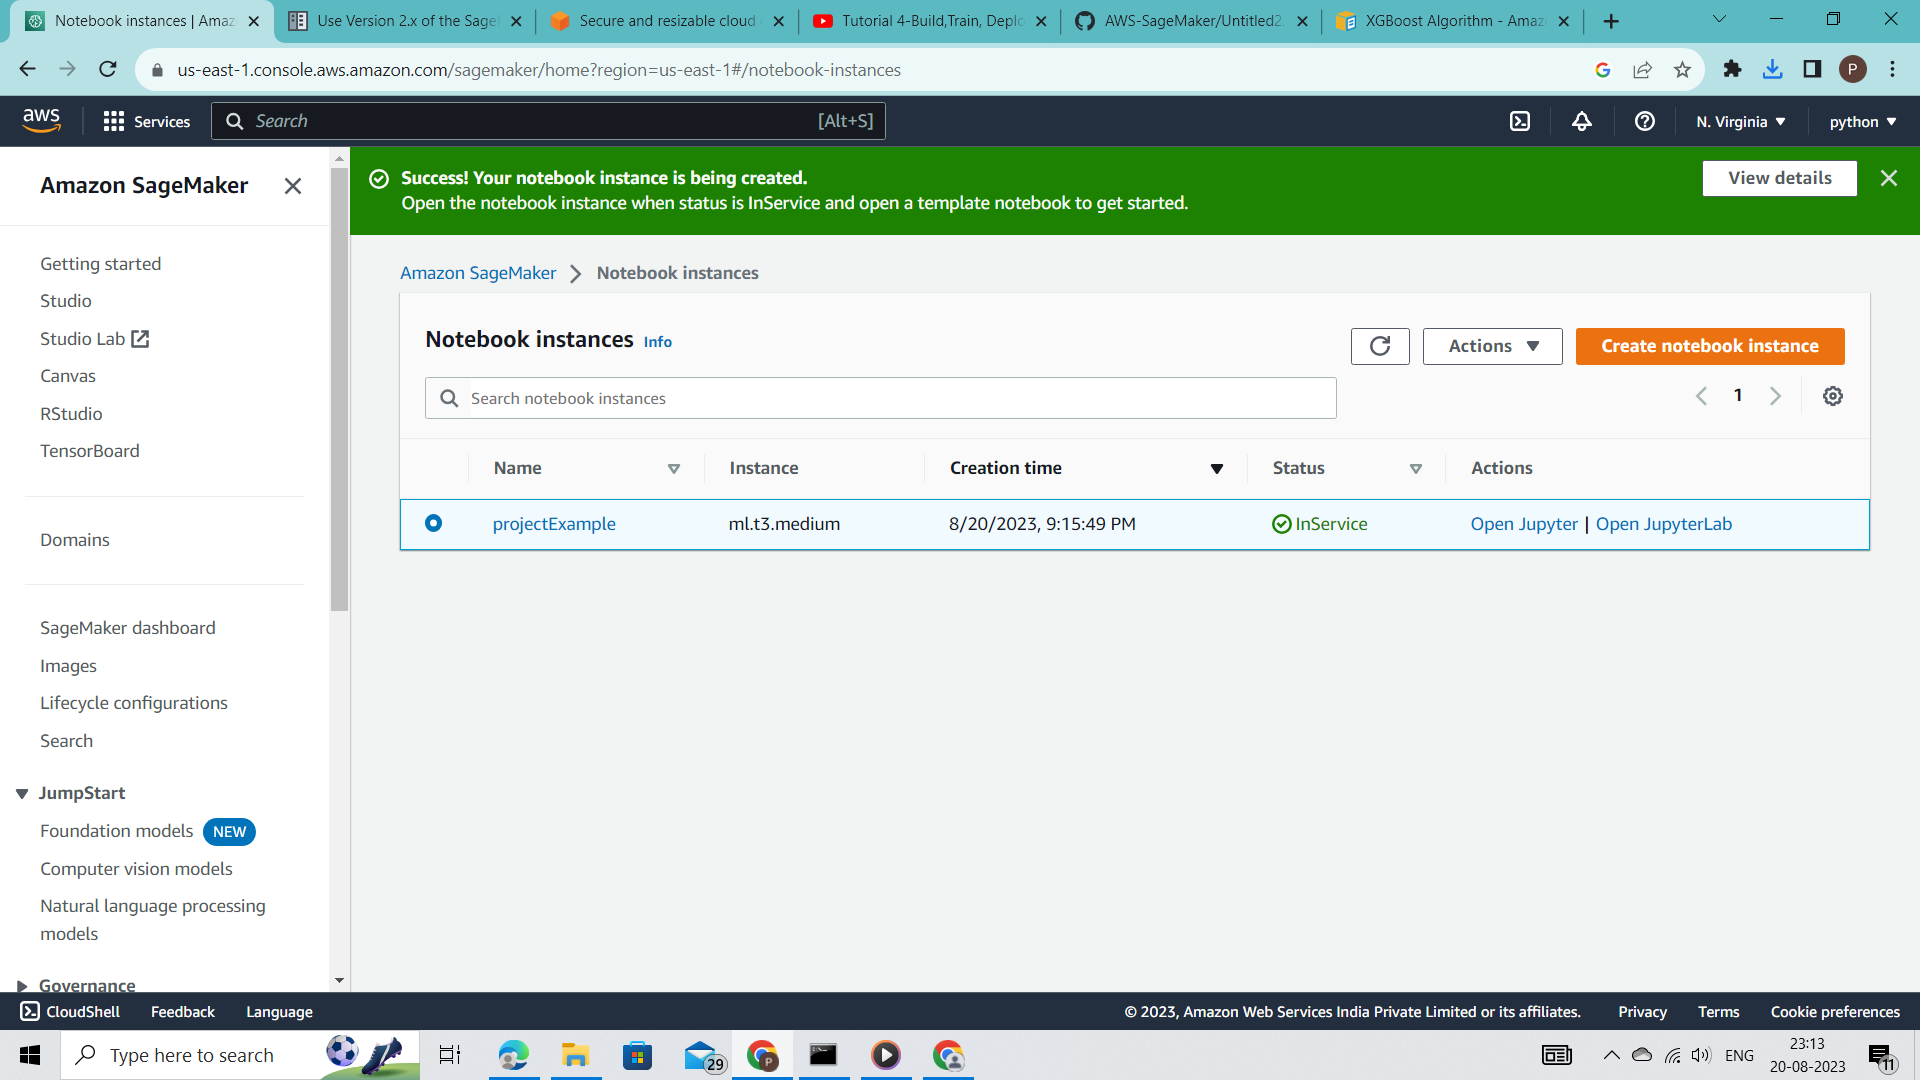 Notebook instances | Amaz
Use Version 2.x of the Sage
Secure and resizable cloud
Tutorial 4-Build,Train, Deplo
AWS-SageMaker/Untitled2.
XGBoost Algorithm - Amaz
us-east-1.console.aws.amazon.com/sagemaker/home?region=us-east-1#/notebook-instances
P
aws
Services
Search
[Alt+S]
N. Virginia
python
Amazon SageMaker
Success! Your notebook instance is being created.
Open the notebook instance when status is InService and open a template notebook to get started.
View details
Getting started
Studio
Studio Lab
Canvas
RStudio
TensorBoard
Domains
SageMaker dashboard
Images
Lifecycle configurations
Search
JumpStart
Foundation models NEW
Computer vision models
Natural language processing
models
Governance
Amazon SageMaker
Notebook instances
Notebook instances Info
Actions
Create notebook instance
Search notebook instances
1
Name
Instance
Creation time
Status
Actions
projectExample
ml.t3.medium
8/20/2023, 9:15:49 PM
InService
Open Jupyter | Open JupyterLab
CloudShell
Feedback
Language
© 2023, Amazon Web Services India Private Limited or its affiliates.
Privacy
Terms
Cookie preferences
Type here to search
29
P
ENG
23:13
20-08-2023
11